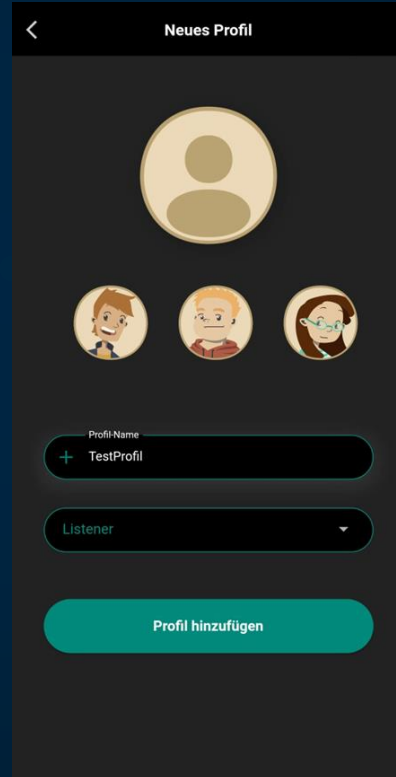 Neues Profil
Profil-Name
TestProfil
Listener
Profil hinzufügen